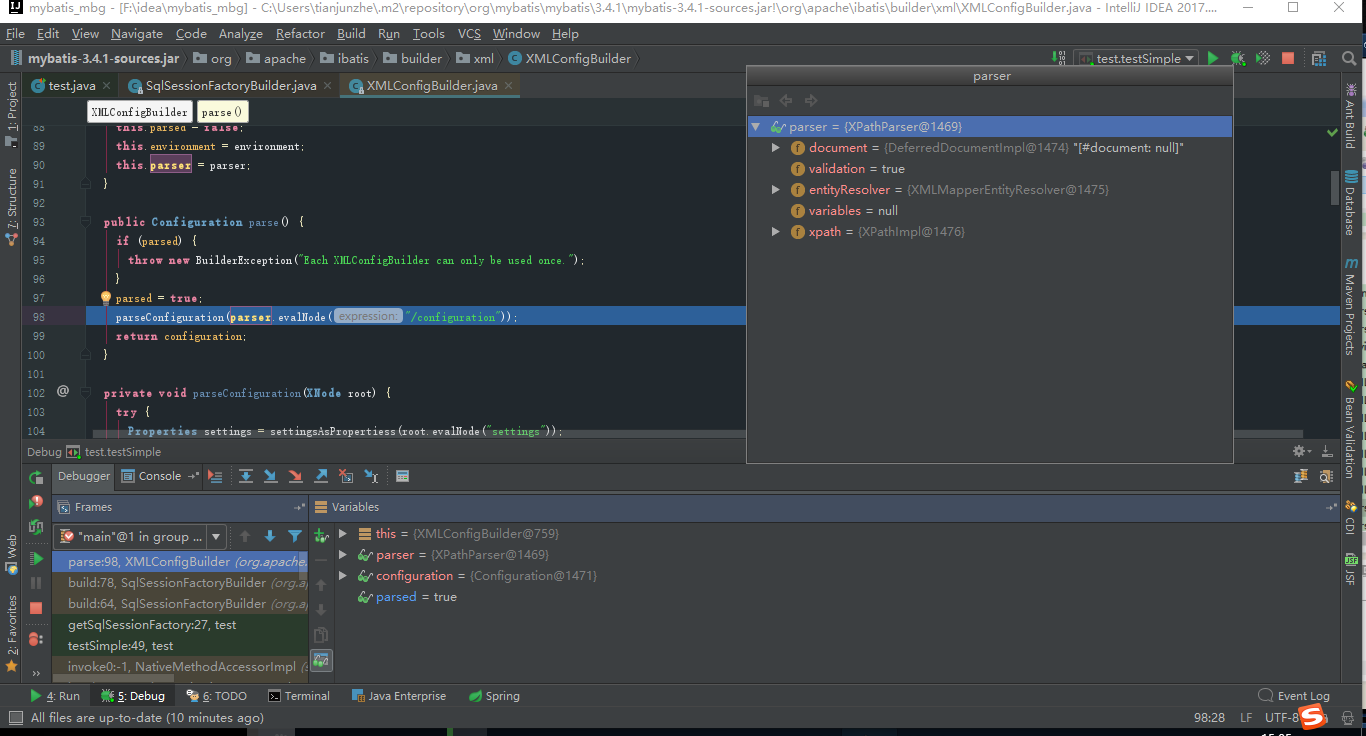 mybatis_mbg - [F:\idea\mybatis_mbg] - C:\Users\tianjunzhe\.m2\repository\org\mybatis\mybatis\3.4.1\mybatis-3.4.1-sources.jar!\org\apache\ibatis\builder\xml\XMLConfigBuilder.java - IntelliJ IDEA 2017....
File Edit View Navigate Code Analyze Refactor Build Run Tools VCS Window Help
mybatis-3.4.1-sources.jar org apache ibatis builder xml XMLConfigBuilder
test.testSimple
test.java SqlSessionFactoryBuilder.java XMLConfigBuilder.java
XMLConfigBuilder parse()
88 this.parsed = false;
89 this.environment = environment;
90 this.parser = parser;
91 }
92
93 public Configuration parse() {
94 if (parsed) {
95 throw new BuilderException("Each XMLConfigBuilder can only be used once.");
96 }
97 parsed = true;
98 parseConfiguration(parser.evalNode( expression: "/configuration"));
99 return configuration;
100 }
101
102 @ private void parseConfiguration(XNode root) {
103 try {
104 Properties settings = settingsAsPropertiess(root.evalNode("settings"));
parser
parser = {XPathParser@1469}
document = {DeferredDocumentImpl@1474} "[#document: null]"
validation = true
entityResolver = {XMLMapperEntityResolver@1475}
variables = null
xpath = {XPathImpl@1476}
1: Project
7: Structure
Web
2: Favorites
Ant Build
Database
Maven Projects
Bean Validation
CDI
JSF
Debug test.testSimple
Debugger Console
Frames
Variables
"main"@1 in group ...
parse:98, XMLConfigBuilder (org.apache.
build:78, SqlSessionFactoryBuilder (org.a
build:64, SqlSessionFactoryBuilder (org.a
getSqlSessionFactory:27, test
testSimple:49, test
invoke0:-1, NativeMethodAccessorImpl (s
this = {XMLConfigBuilder@759}
parser = {XPathParser@1469}
configuration = {Configuration@1471}
parsed = true
4: Run 5: Debug 6: TODO Terminal Java Enterprise Spring Event Log
All files are up-to-date (10 minutes ago) 98:28 LF UTF-8